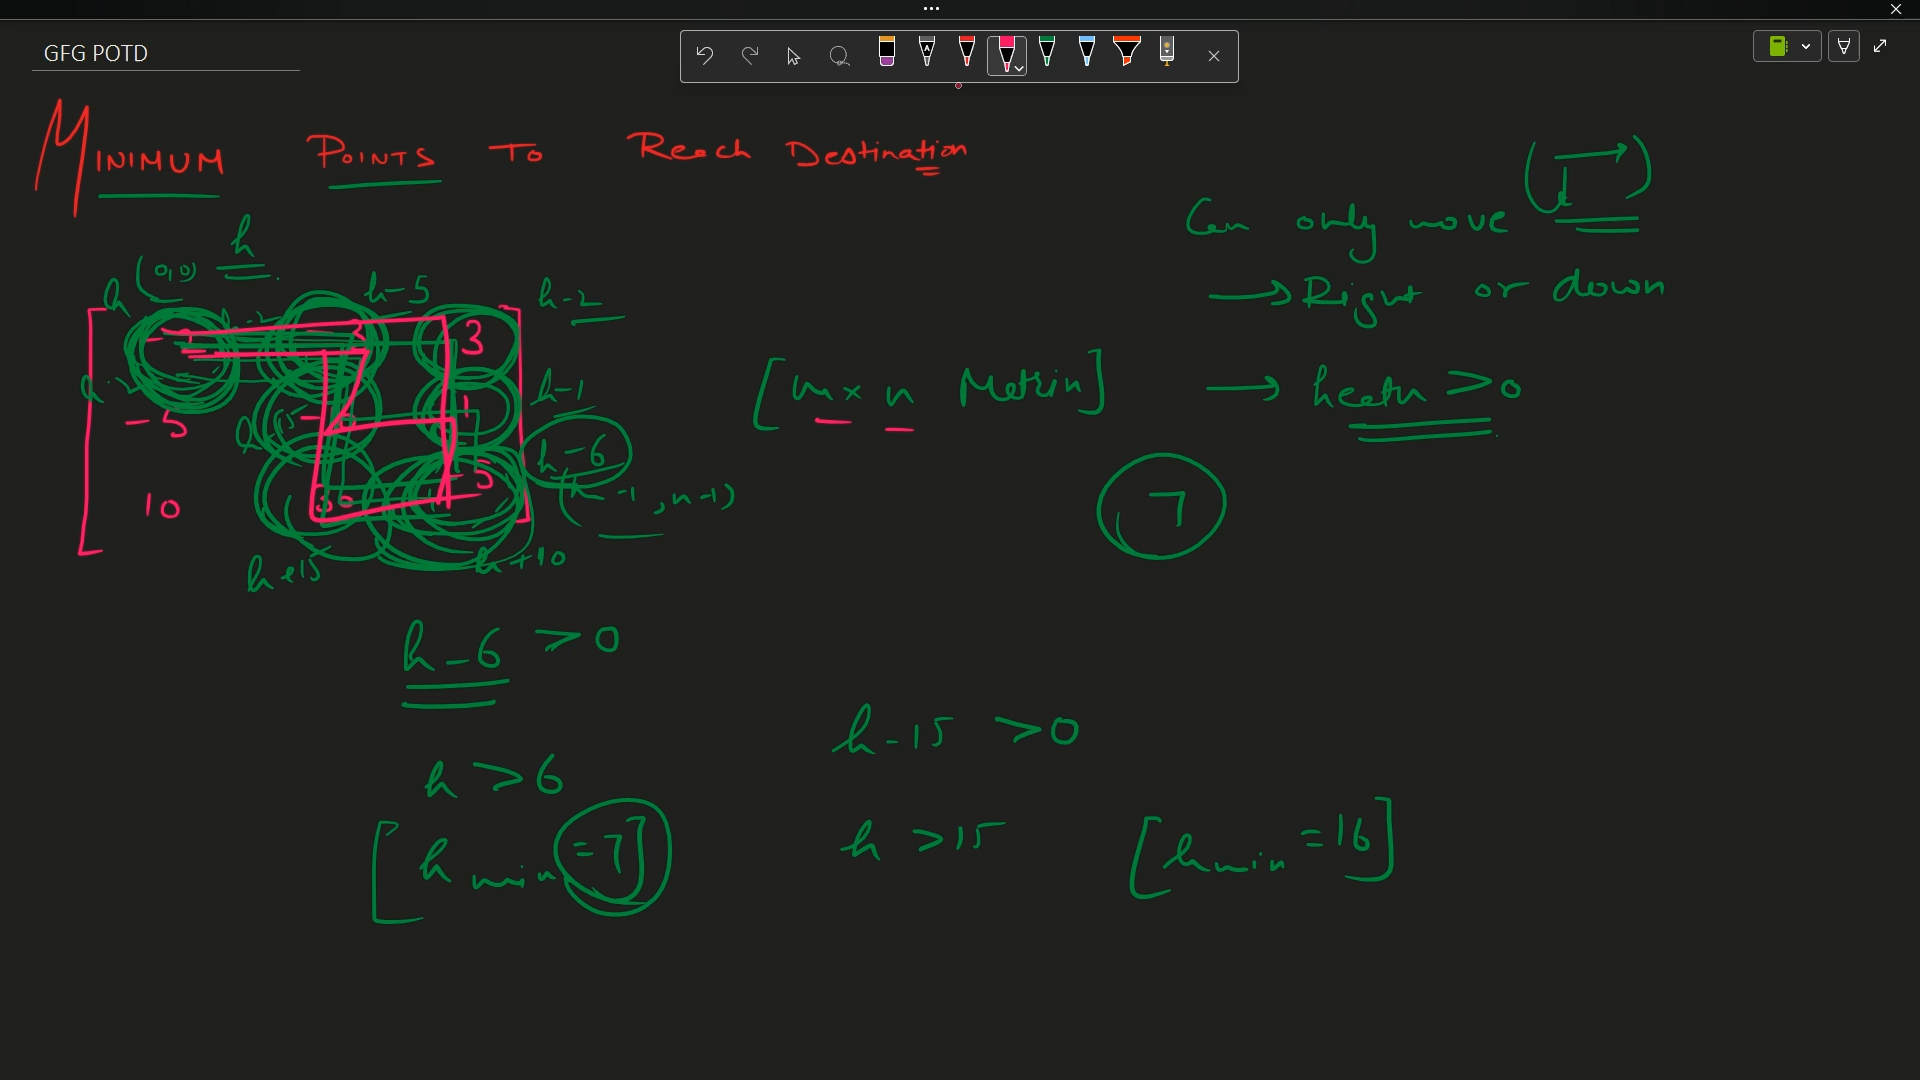 GFG POTD
MINIMUM POINTS TO Reach Destination
Can only move
→ Right or down
(0,0) h
h-5
h-2
3
h-1
1
-5
[m x n Matrix]
→ health > 0
h-6
-5
(m-1, n-1)
7
10
30
h+15
h+10
h-6 > 0
h-15 > 0
h > 6
h > 15
[h min = 7]
[h min = 16]